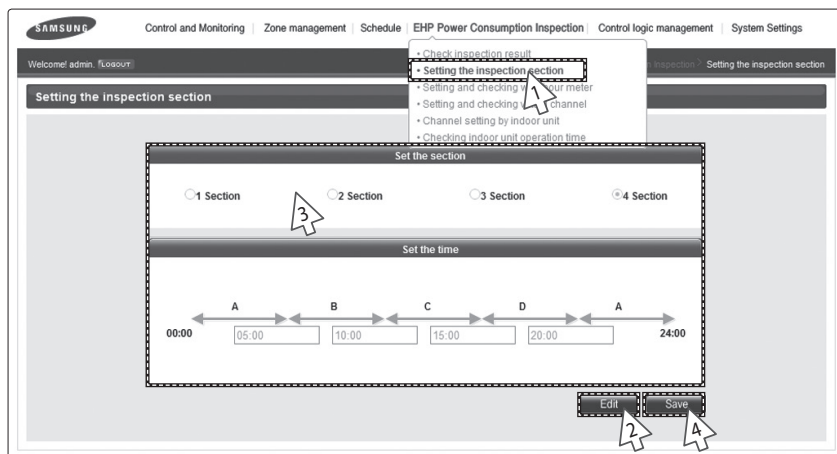 SAMSUNG
Control and Monitoring | Zone management | Schedule | EHP Power Consumption Inspection | Control logic management | System Settings
Welcome! admin. LOGOUT
Inspection > Setting the inspection section
• Check inspection result
• Setting the inspection section
• Setting and checking hour meter
• Setting and checking channel
• Channel setting by indoor unit
• Checking indoor unit operation time
1
Setting the inspection section
Set the section
1 Section 2 Section 3 Section 4 Section
3
Set the time
A B C D A
00:00 05:00 10:00 15:00 20:00 24:00
Edit Save
2 4